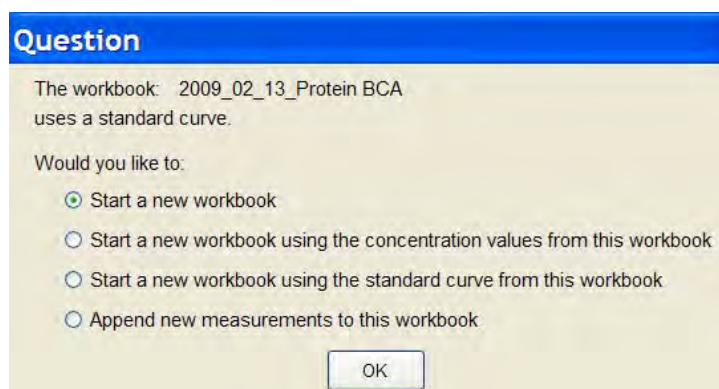 Question
The workbook: 2009_02_13_Protein BCA
uses a standard curve.
Would you like to:
Start a new workbook
Start a new workbook using the concentration values from this workbook
Start a new workbook using the standard curve from this workbook
Append new measurements to this workbook
OK